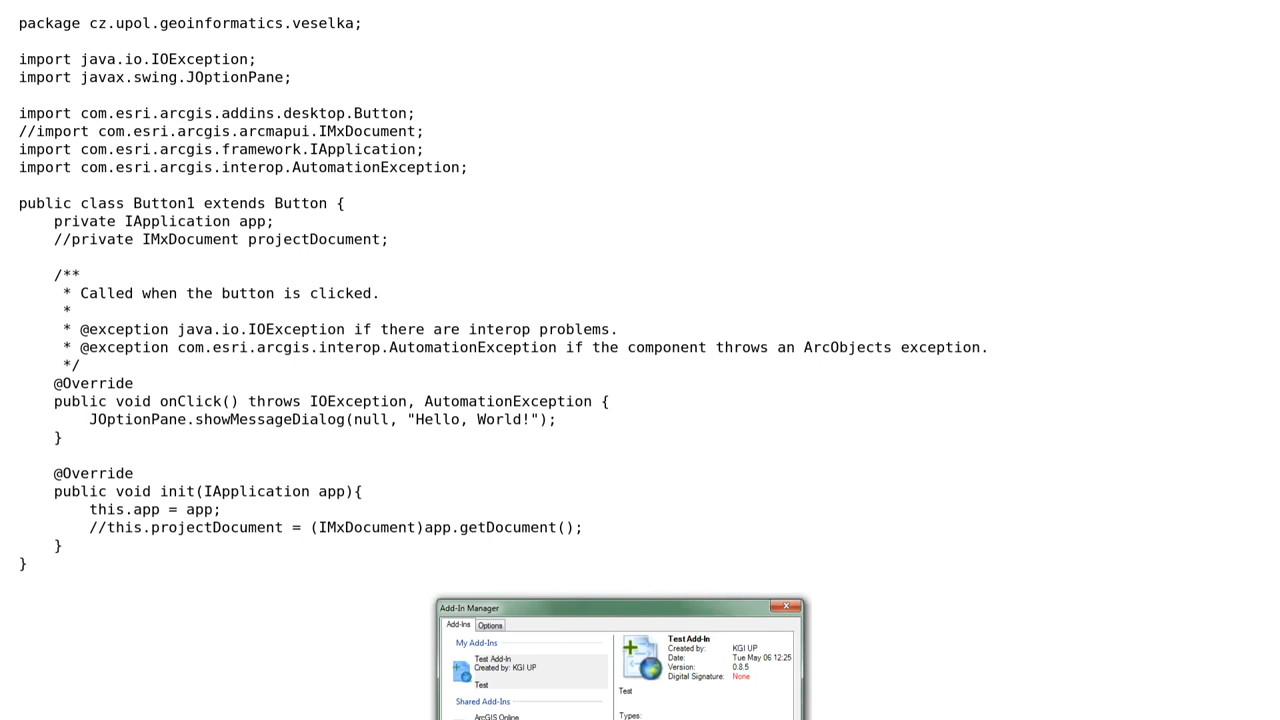 package cz.upol.geoinformatics.veselka;

import java.io.IOException;
import javax.swing.JOptionPane;

import com.esri.arcgis.addins.desktop.Button;
//import com.esri.arcgis.arcmapui.IMxDocument;
import com.esri.arcgis.framework.IApplication;
import com.esri.arcgis.interop.AutomationException;

public class Button1 extends Button {
    private IApplication app;
    //private IMxDocument projectDocument;

    /**
     * Called when the button is clicked.
     *
     * @exception java.io.IOException if there are interop problems.
     * @exception com.esri.arcgis.interop.AutomationException if the component throws an ArcObjects exception.
     */
    @Override
    public void onClick() throws IOException, AutomationException {
        JOptionPane.showMessageDialog(null, "Hello, World!");
    }

    @Override
    public void init(IApplication app){
        this.app = app;
        //this.projectDocument = (IMxDocument)app.getDocument();
    }
}
Add-In Manager
Add-Ins Options
My Add-Ins
Test Add-In
Created by: KGI UP
Test
Shared Add-Ins
ArcGIS Online
Test Add-In
Created by: KGI UP
Date: Tue May 06 12:25
Version: 0.8.5
Digital Signature: None
Test
Types: